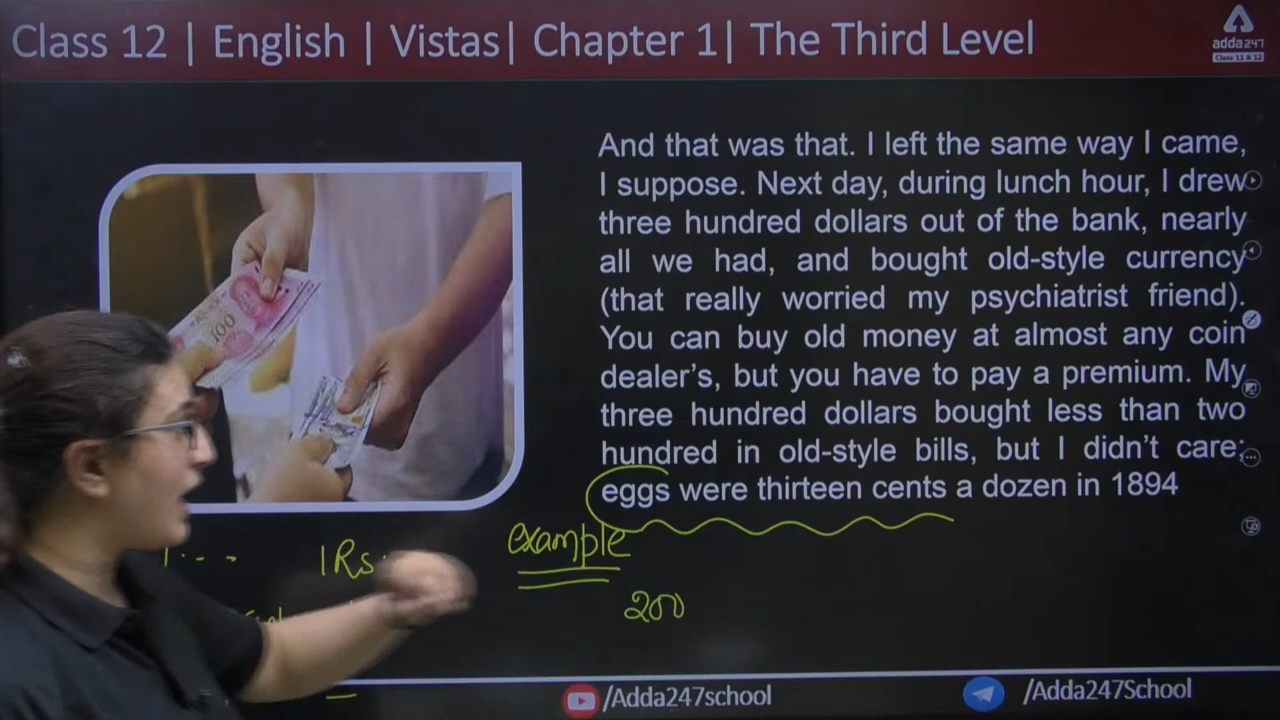 Class 12 | English | Vistas| Chapter 1| The Third Level
adda247
Class 11 & 12
And that was that. I left the same way I came,
I suppose. Next day, during lunch hour, I drew
three hundred dollars out of the bank, nearly
all we had, and bought old-style currency
(that really worried my psychiatrist friend).
You can buy old money at almost any coin
dealer's, but you have to pay a premium. My
three hundred dollars bought less than two
hundred in old-style bills, but I didn't care;
eggs were thirteen cents a dozen in 1894
100
example
1Rs
200
/Adda247school
/Adda247School